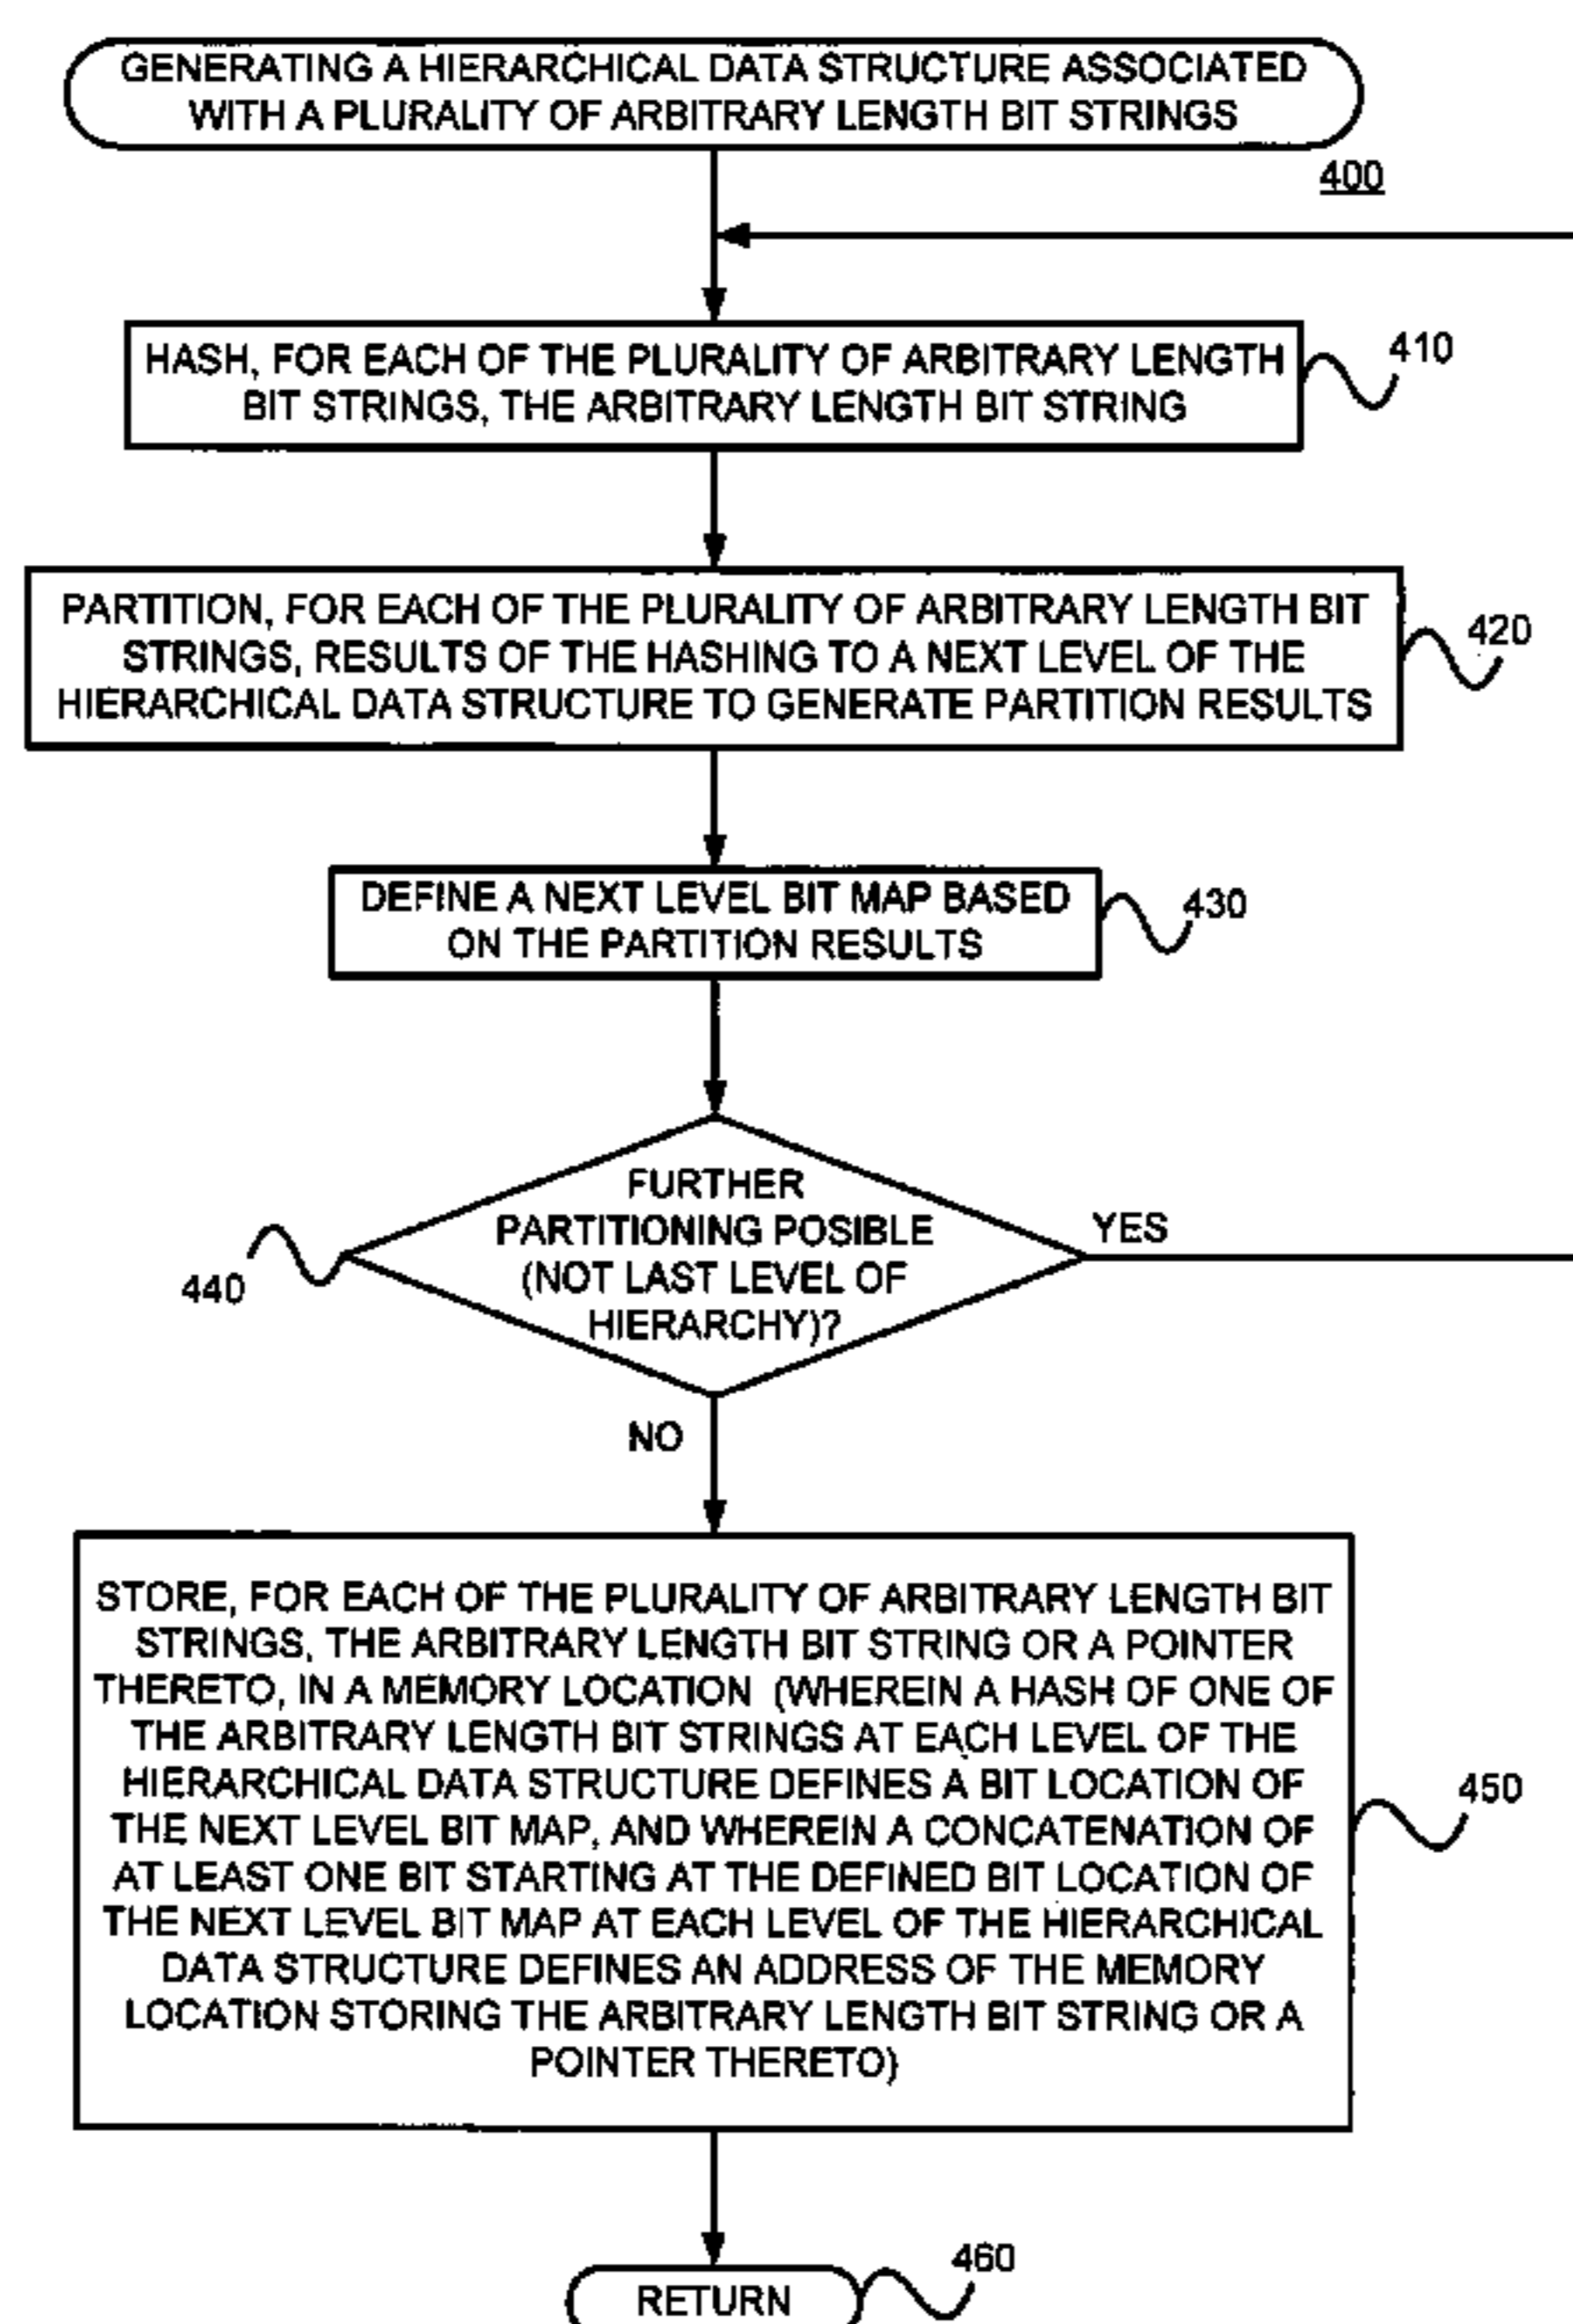 GENERATING A HIERARCHICAL DATA STRUCTURE ASSOCIATED
WITH A PLURALITY OF ARBITRARY LENGTH BIT STRINGS
400
HASH, FOR EACH OF THE PLURALITY OF ARBITRARY LENGTH
BIT STRINGS, THE ARBITRARY LENGTH BIT STRING
410
PARTITION, FOR EACH OF THE PLURALITY OF ARBITRARY LENGTH BIT
STRINGS, RESULTS OF THE HASHING TO A NEXT LEVEL OF THE
HIERARCHICAL DATA STRUCTURE TO GENERATE PARTITION RESULTS
420
DEFINE A NEXT LEVEL BIT MAP BASED
ON THE PARTITION RESULTS
430
FURTHER
PARTITIONING POSIBLE
(NOT LAST LEVEL OF
HIERARCHY)?
YES
440
NO
STORE, FOR EACH OF THE PLURALITY OF ARBITRARY LENGTH BIT
STRINGS, THE ARBITRARY LENGTH BIT STRING OR A POINTER
THERETO, IN A MEMORY LOCATION (WHEREIN A HASH OF ONE OF
THE ARBITRARY LENGTH BIT STRINGS AT EACH LEVEL OF THE
HIERARCHICAL DATA STRUCTURE DEFINES A BIT LOCATION OF
THE NEXT LEVEL BIT MAP, AND WHEREIN A CONCATENATION OF
AT LEAST ONE BIT STARTING AT THE DEFINED BIT LOCATION OF
THE NEXT LEVEL BIT MAP AT EACH LEVEL OF THE HIERARCHICAL
DATA STRUCTURE DEFINES AN ADDRESS OF THE MEMORY
LOCATION STORING THE ARBITRARY LENGTH BIT STRING OR A
POINTER THERETO)
450
RETURN
460